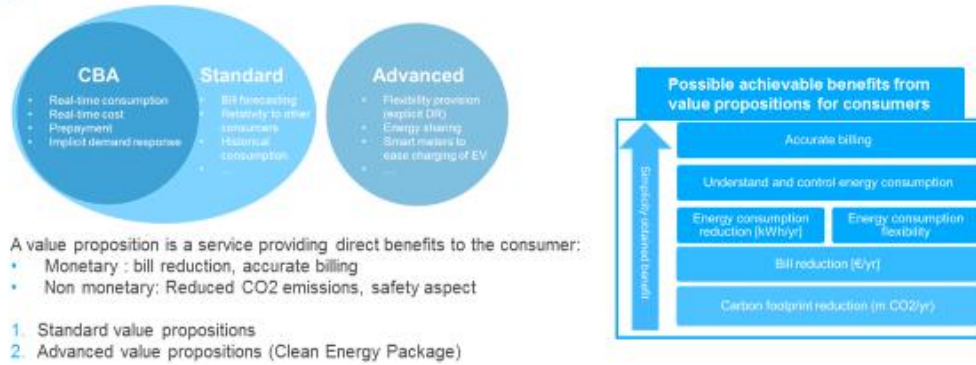 CBA
• Real-time consumption
• Real-time cost
• Prepayment
• Implicit demand response
Standard
• Bill forecasting
• Relativity to other
consumers
• Historical
consumption
• ...
Advanced
• Flexibility provision
(explicit DR)
• Energy sharing
• Smart meters to
ease charging of EV
• ...
A value proposition is a service providing direct benefits to the consumer:
• Monetary : bill reduction, accurate billing
• Non monetary: Reduced CO2 emissions, safety aspect
1. Standard value propositions
2. Advanced value propositions (Clean Energy Package)
Possible achievable benefits from
value propositions for consumers
Simplicity obtained benefit
Accurate billing
Understand and control energy consumption
Energy consumption
reduction [kWh/yr]
Energy consumption
flexibility
Bill reduction [€/yr]
Carbon footprint reduction (m CO2/yr)